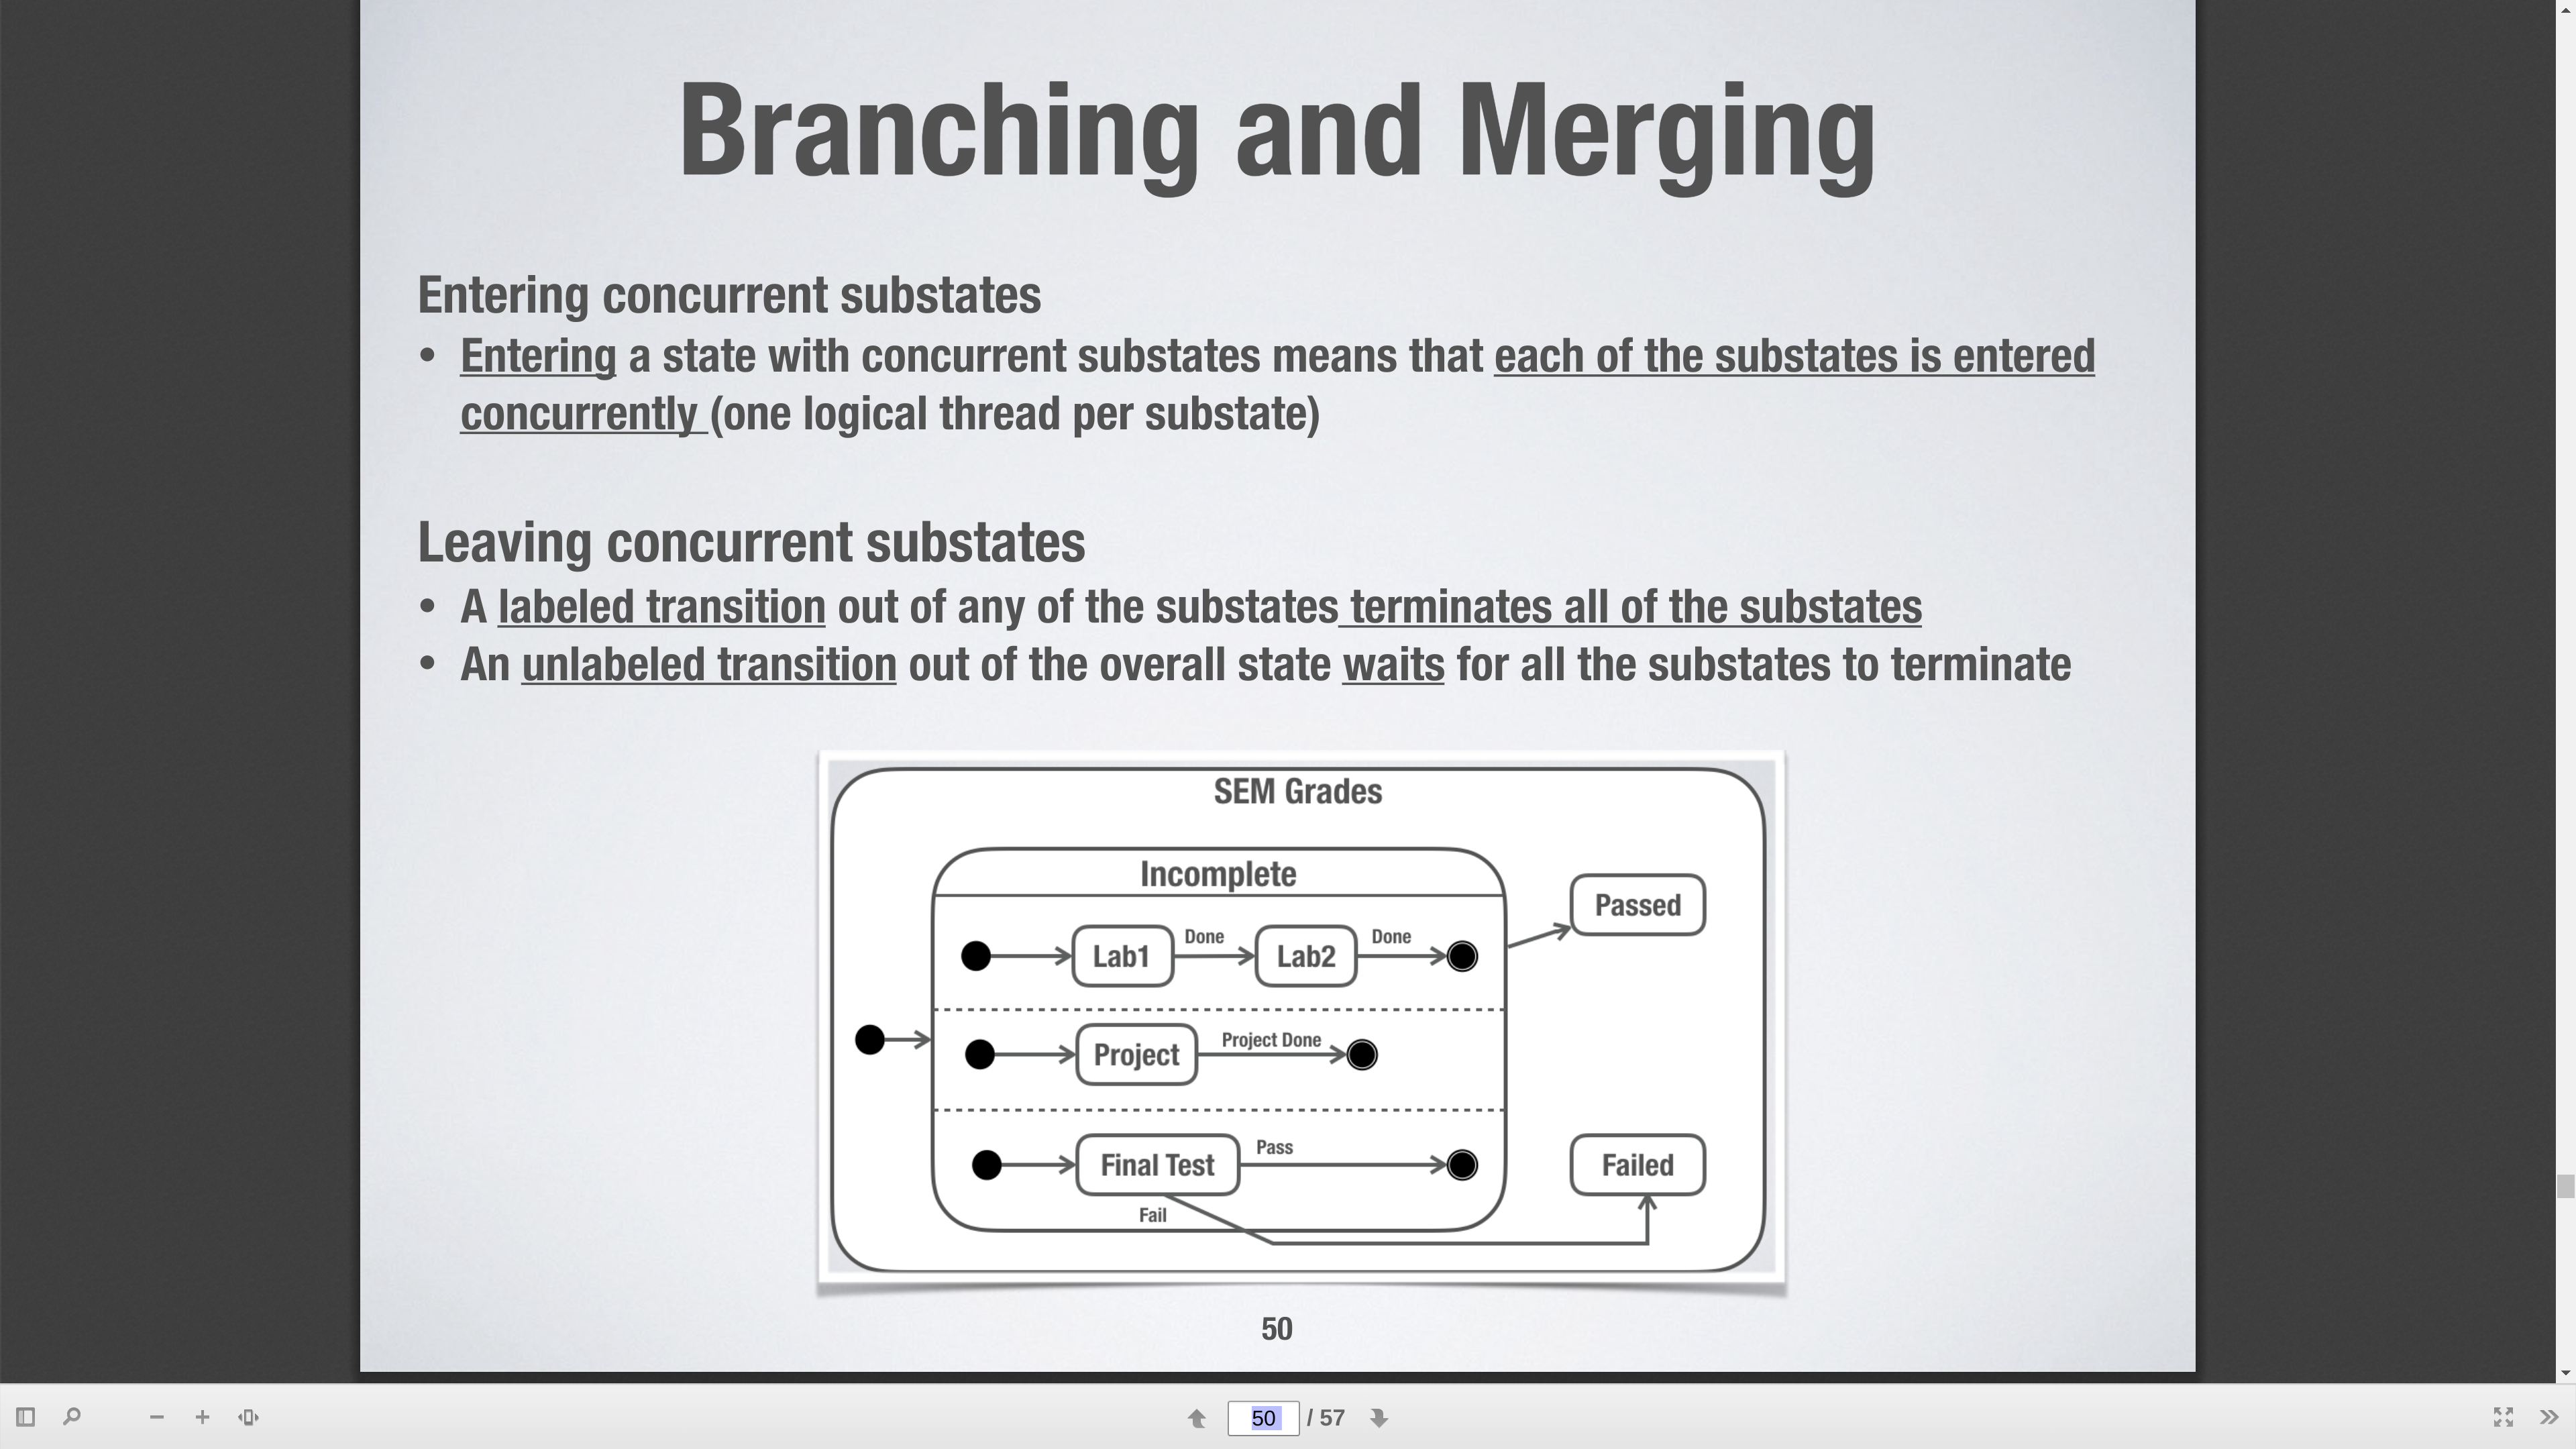 Branching and Merging
Entering concurrent substates
• Entering a state with concurrent substates means that each of the substates is entered
concurrently (one logical thread per substate)
Leaving concurrent substates
• A labeled transition out of any of the substates terminates all of the substates
• An unlabeled transition out of the overall state waits for all the substates to terminate
SEM Grades
Incomplete
Passed
Lab1
Done
Lab2
Done
Project
Project Done
Final Test
Pass
Failed
Fail
50
50 / 57